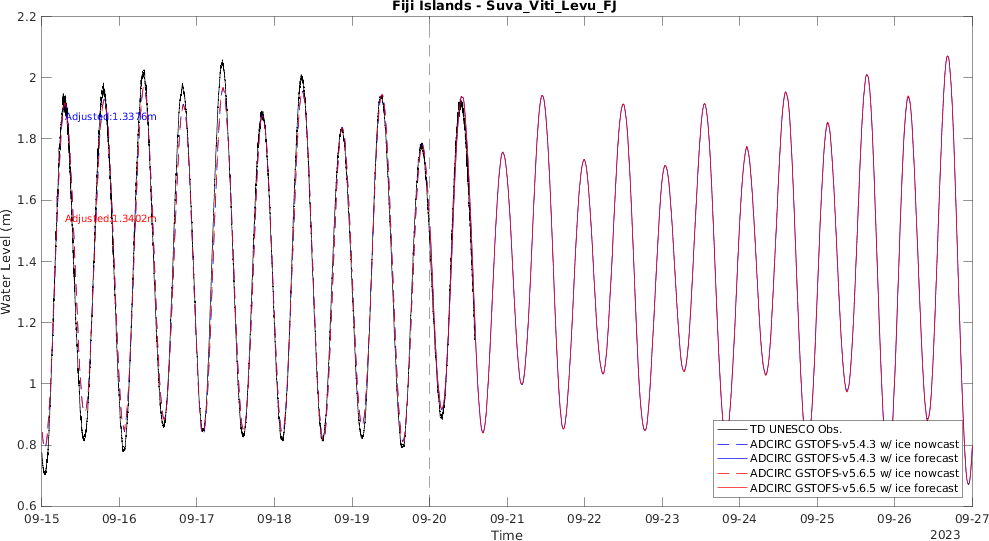 Fiji Islands - Suva_Viti_Levu_FJ
2.2
2
1.8
1.6
1.4
1.2
1
0.8
0.6
Water Level (m)
Adjusted:1.3376m
Adjusted:1.3402m
TD UNESCO Obs.
ADCIRC GSTOFS-v5.4.3 w/ ice nowcast
ADCIRC GSTOFS-v5.4.3 w/ ice forecast
ADCIRC GSTOFS-v5.6.5 w/ ice nowcast
ADCIRC GSTOFS-v5.6.5 w/ ice forecast
09-15 09-16 09-17 09-18 09-19 09-20 09-21 09-22 09-23 09-24 09-25 09-26 09-27
Time
2023